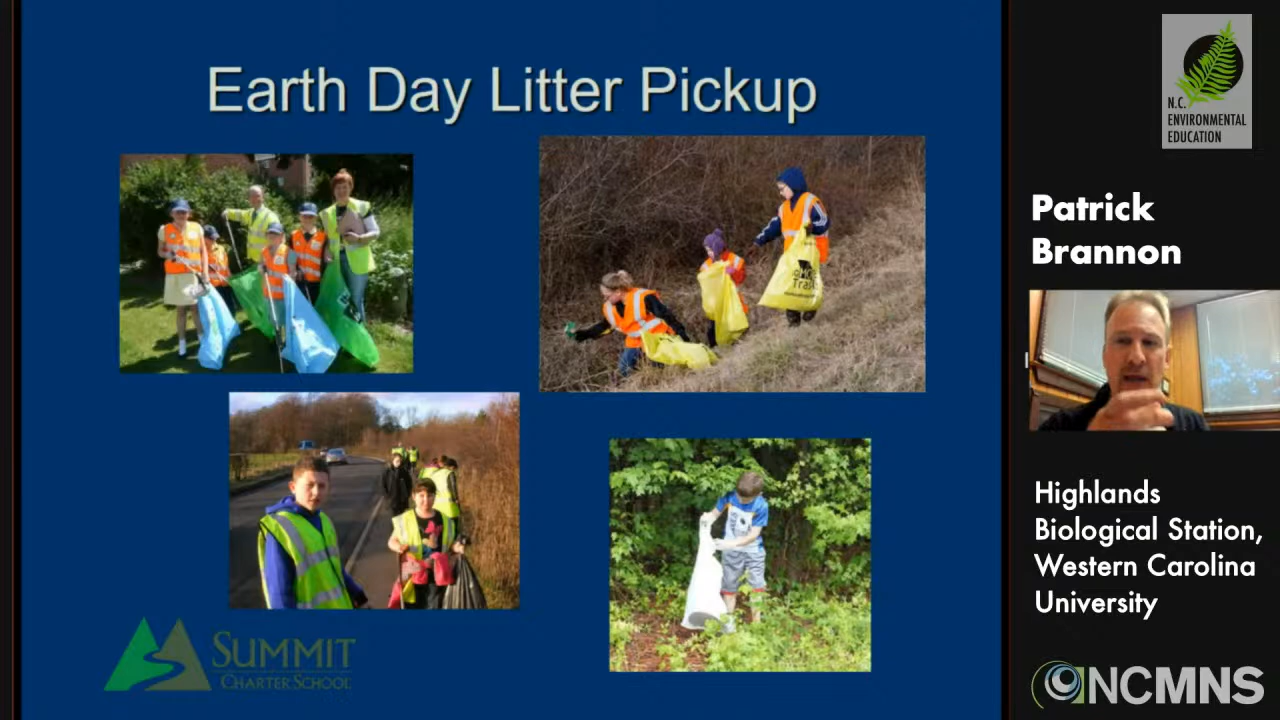 Earth Day Litter Pickup
N.C.
ENVIRONMENTAL
EDUCATION
Patrick
Brannon
Highlands
Biological Station,
Western Carolina
University
SUMMIT
CHARTER SCHOOL
NCMNS